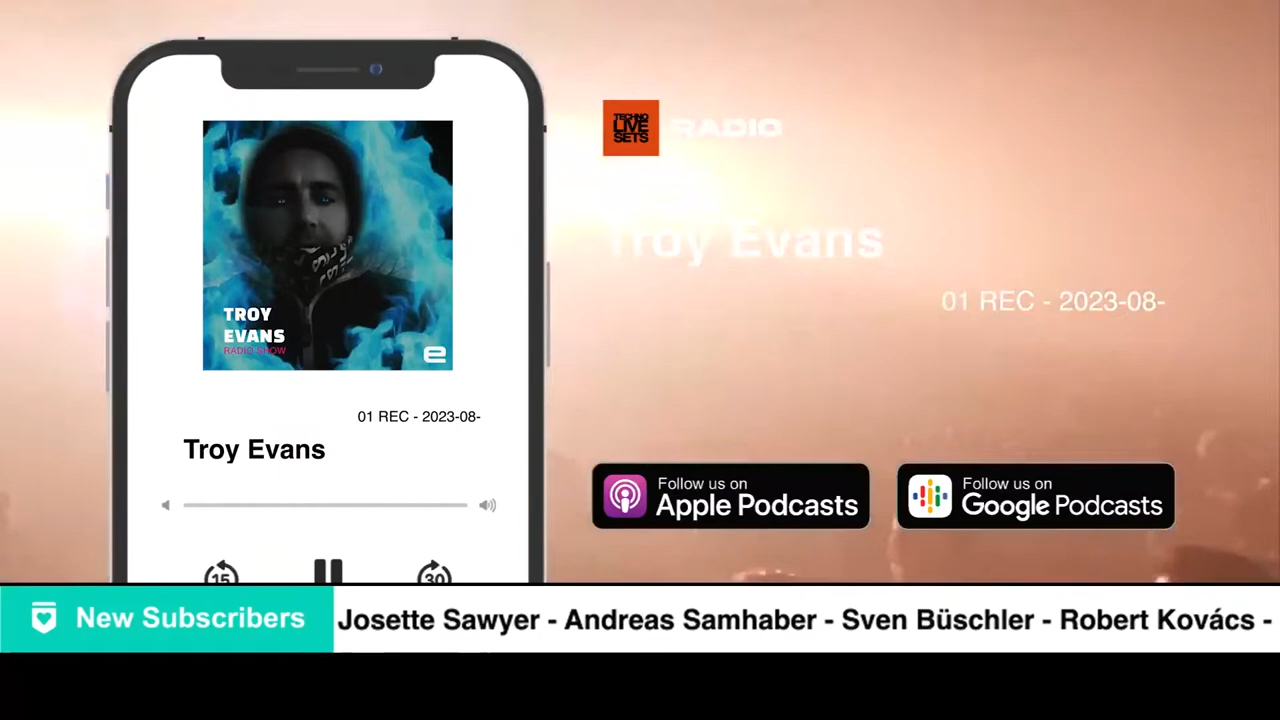 TROY
EVANS
RADIO SHOW
01 REC - 2023-08-
Troy Evans
15
30
TECHNO
LIVE
SETS
RADIO
Troy Evans
01 REC - 2023-08-
Follow us on
Apple Podcasts
Follow us on
Google Podcasts
New Subscribers
Josette Sawyer - Andreas Samhaber - Sven Büschler - Robert Kovács -